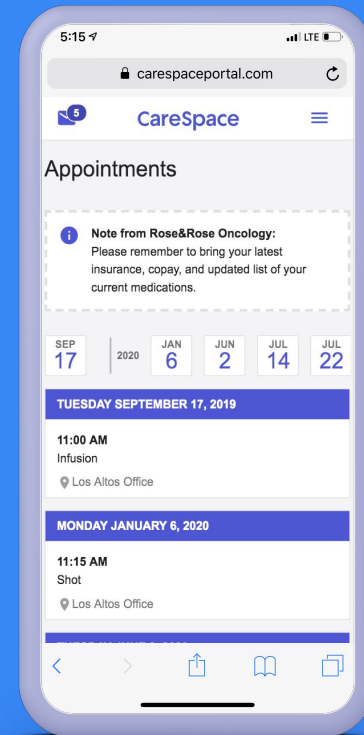 5:15
LTE
carespaceportal.com
5
CareSpace
Appointments
Note from Rose&Rose Oncology:
Please remember to bring your latest
insurance, copay, and updated list of your
current medications.
SEP JAN JUN JUL JUL
17 2020 6 2 14 22
TUESDAY SEPTEMBER 17, 2019
11:00 AM
Infusion
Los Altos Office
MONDAY JANUARY 6, 2020
11:15 AM
Shot
Los Altos Office